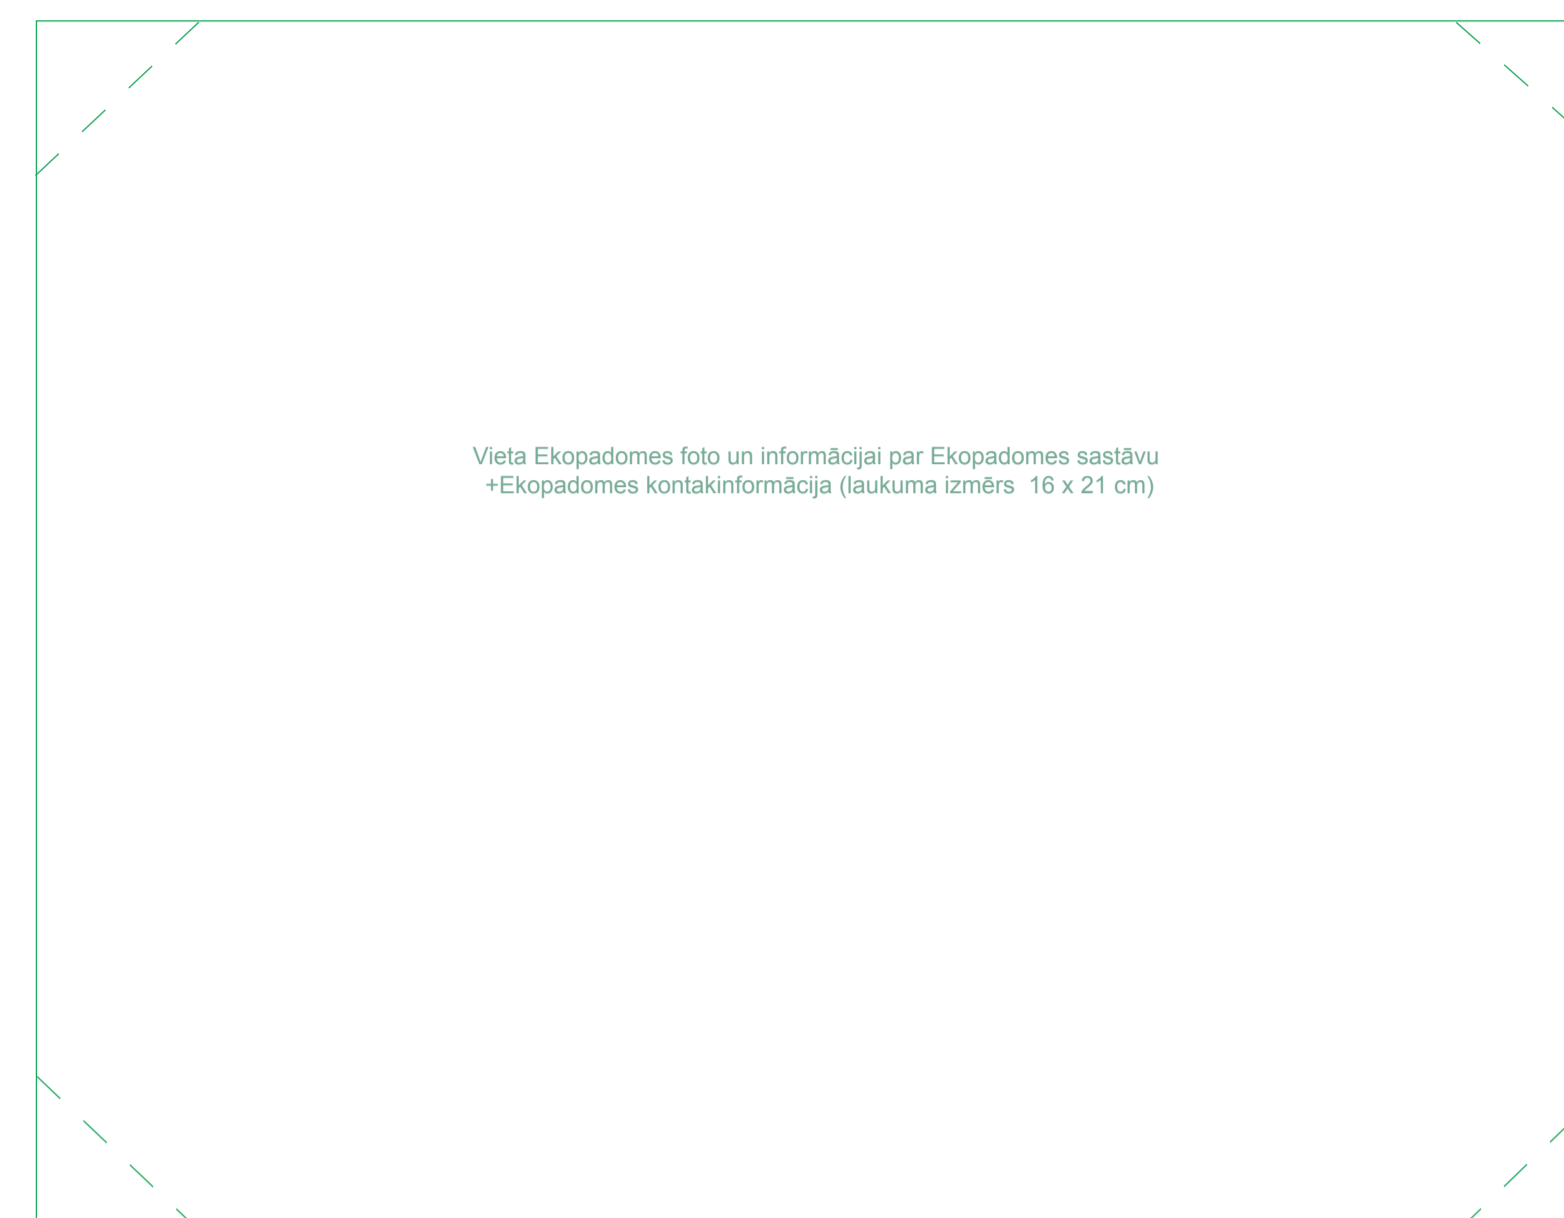 Vieta Ekopadomes foto un informācijai par Ekopadomes sastāvu
+Ekopadomes kontakinformācija (laukuma izmērs  16 x 21 cm)